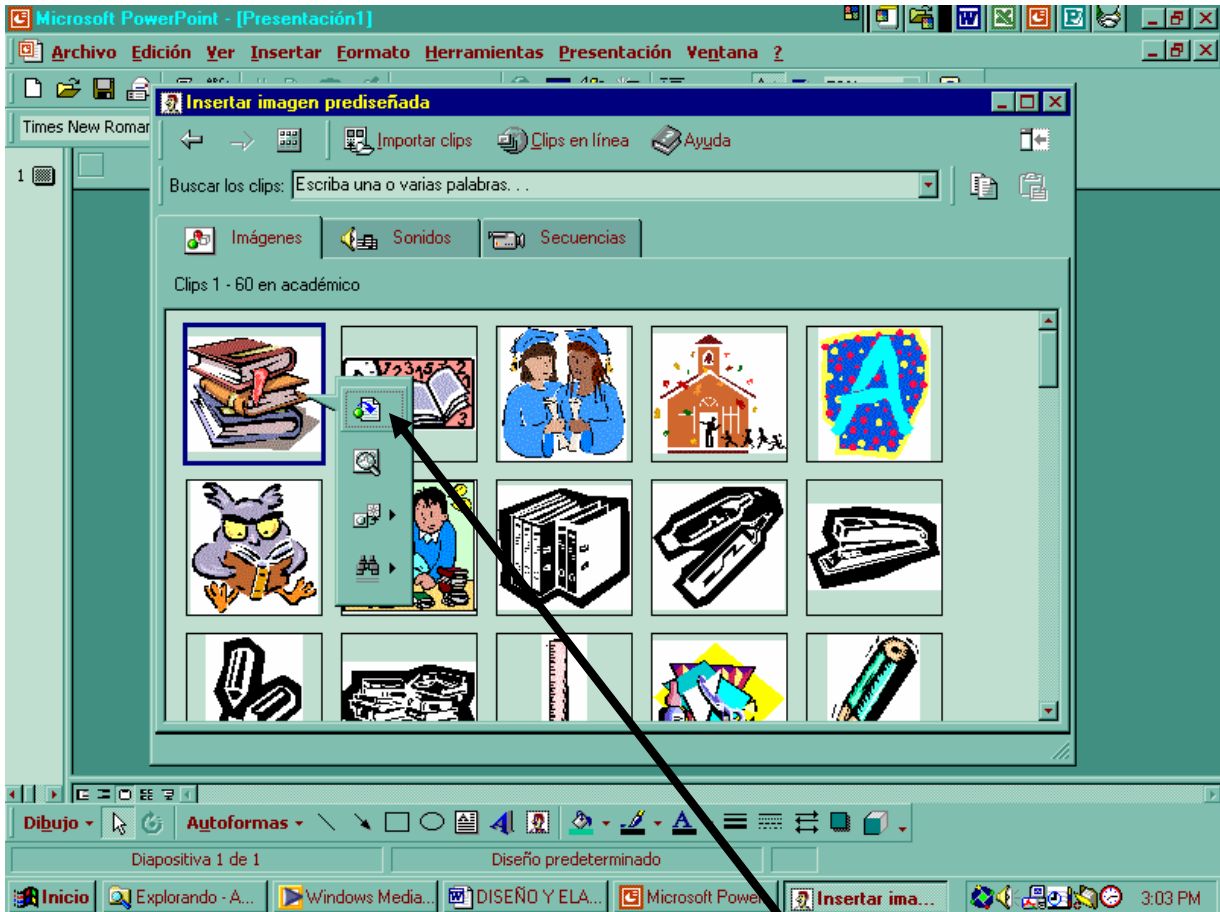 Microsoft PowerPoint - [Presentación1]
Archivo Edición Ver Insertar Formato Herramientas Presentación Ventana ?
Insertar imagen prediseñada
Times New Roman
Importar clips Clips en línea Ayuda
1
Buscar los clips: Escriba una o varias palabras. . .
Imágenes Sonidos Secuencias
Clips 1 - 60 en académico
A
Dibujo Autoformas
Diapositiva 1 de 1 Diseño predeterminado
Inicio Explorando - A... Windows Media... DISEÑO Y ELA... Microsoft Power Insertar ima... 3:03 PM